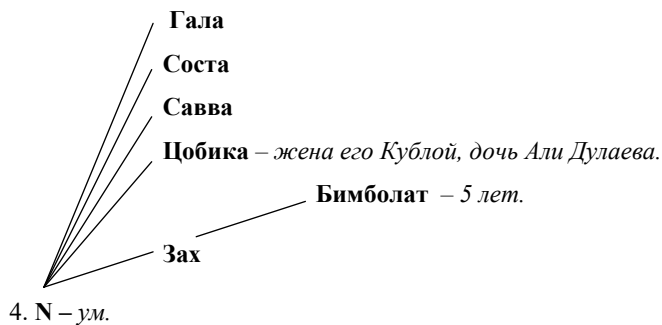 Гала
Соста
Савва
Цобика – жена его Кублой, дочь Али Дулаева.
Бимболат – 5 лет.
Зах
4. N – ум.